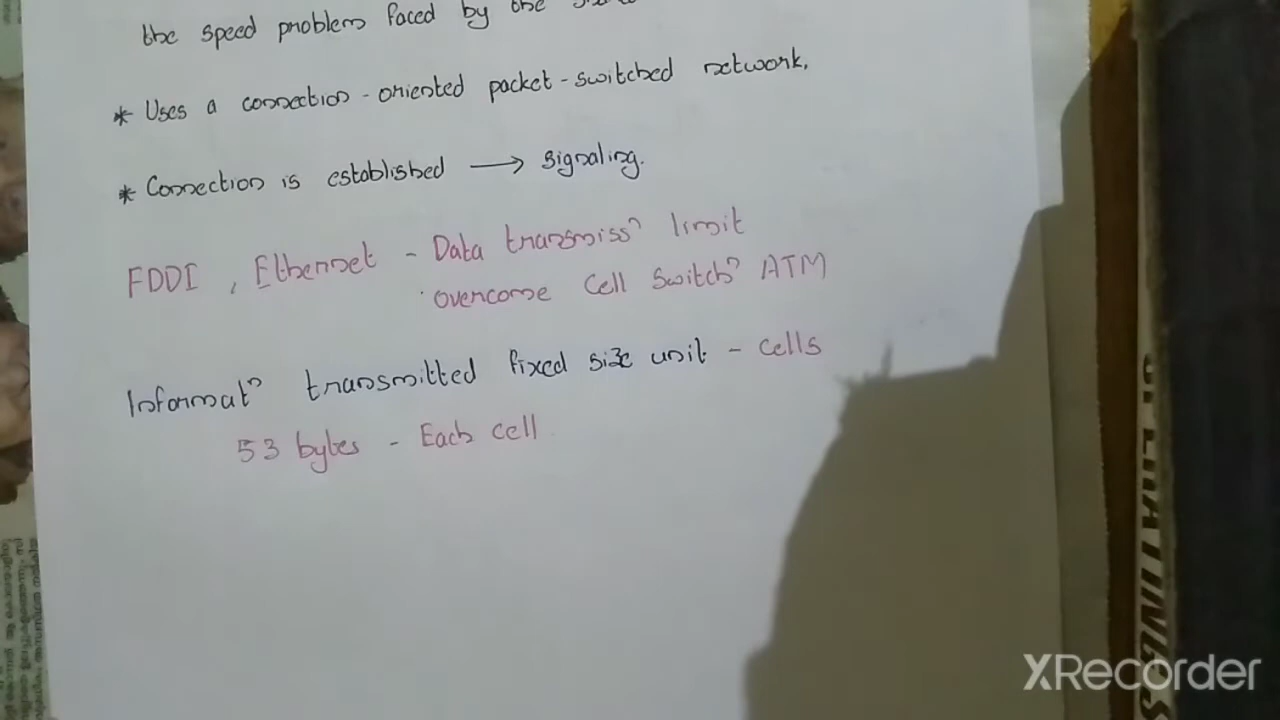 the speed problem faced by the
* Uses a connection-oriented packet-switched network.
* Connection is established → signaling.
FDDI, Ethernet - Data transmissⁿ limit
overcome Cell Switchⁿ ATM
Informatⁿ transmitted fixed size unit - cells
53 bytes - Each cell
XRecorder